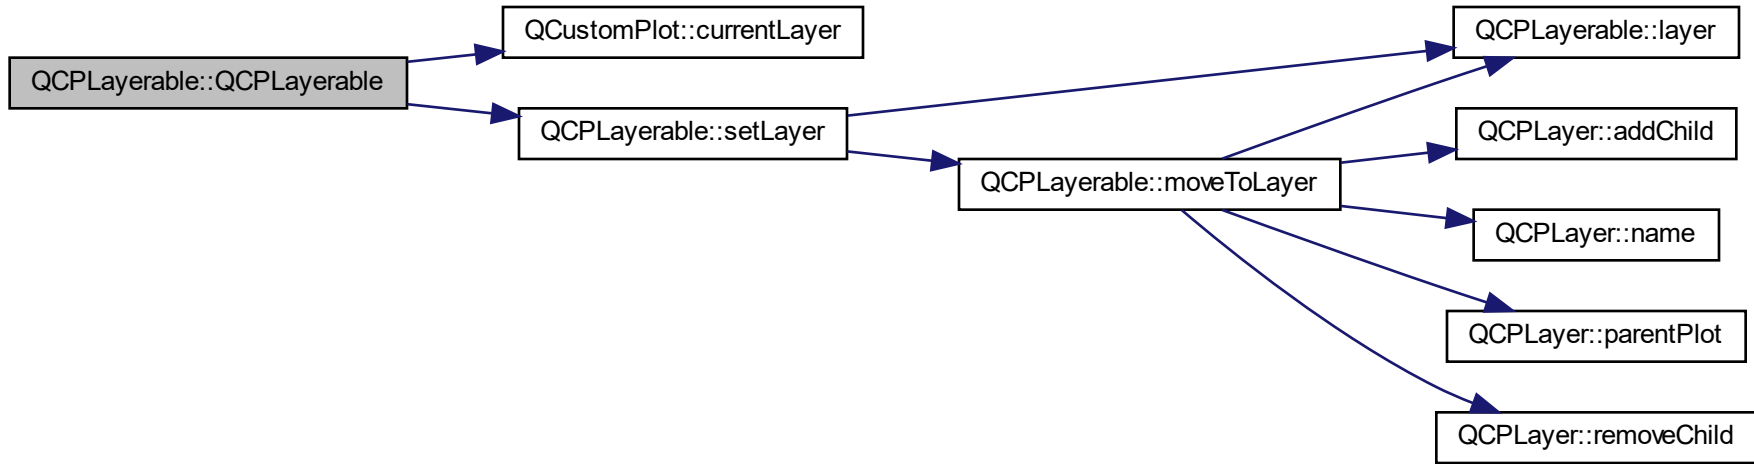 QCPLayerable::QCPLayerable
QCustomPlot::currentLayer
QCPLayerable::setLayer
QCPLayerable::moveToLayer
QCPLayerable::layer
QCPLayer::addChild
QCPLayer::name
QCPLayer::parentPlot
QCPLayer::removeChild